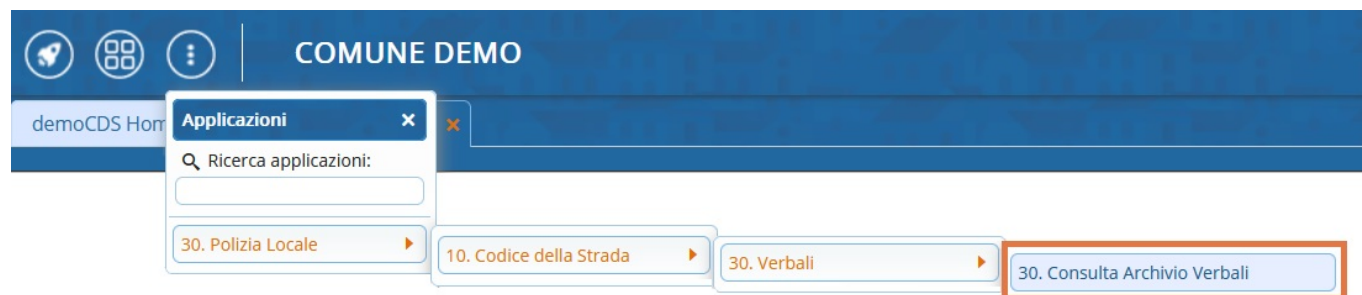 COMUNE DEMO
demoCDS Hom
Applicazioni
Ricerca applicazioni:
30. Polizia Locale
10. Codice della Strada
30. Verbali
30. Consulta Archivio Verbali